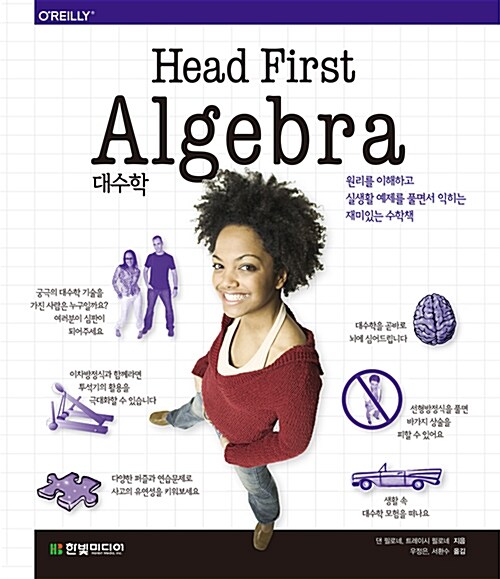 O'REILLY®
Head First
Algebra
대수학
원리를 이해하고
실생활 예제를 풀면서 익히는
재미있는 수학책
궁극의 대수학 기술을
가진 사람은 누구일까요?
여러분이 심판이
되어주세요
대수학을 곧바로
뇌에 심어드립니다
이차방정식과 함께라면
투석기의 활용을
극대화할 수 있습니다
선형방정식을 풀면
바가지 상술을
피할 수 있어요
다양한 퍼즐과 연습문제로
사고의 유연성을 키워보세요
생활 속
대수학 모험을 떠나요
댄 필로네, 트레이시 필로네 지음
우정은, 서환수 옮김
한빛미디어